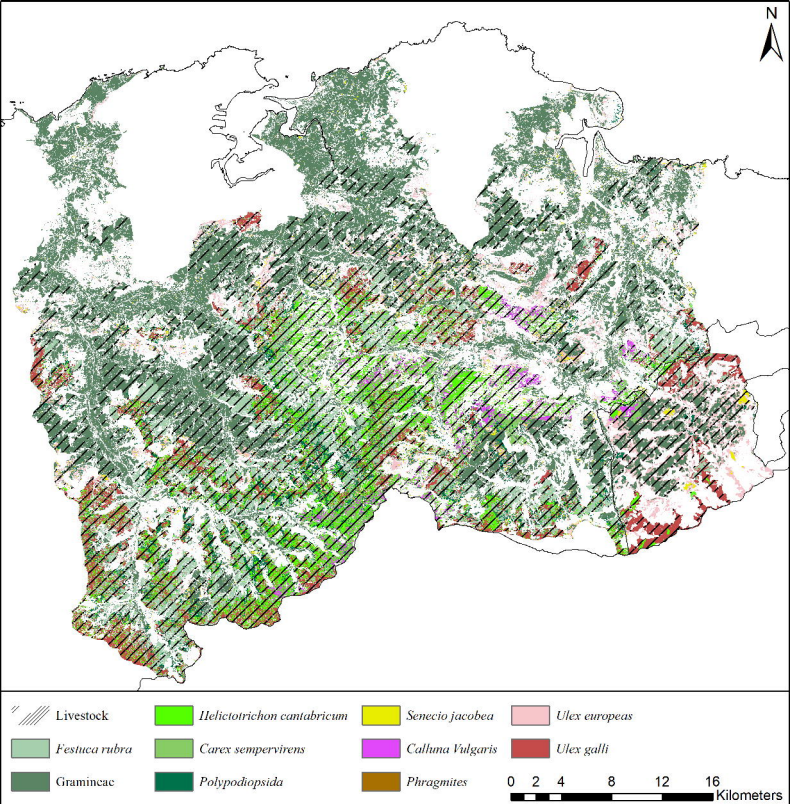 N
Livestock
Helictotrichon cantabricum
Senecio jacobea
Ulex europeas
Festuca rubra
Carex sempervirens
Calluna Vulgaris
Ulex galli
Gramineae
Polypodiopsida
Phragmites
0 2 4 8 12 16
Kilometers